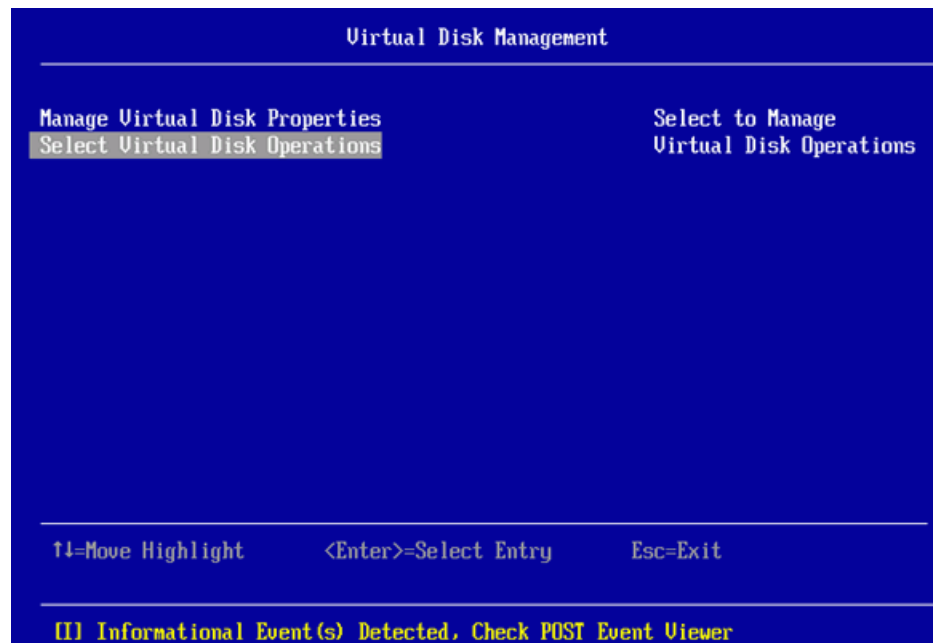 Virtual Disk Management
Manage Virtual Disk Properties
Select Virtual Disk Operations
Select to Manage
Virtual Disk Operations
↑↓=Move Highlight <Enter>=Select Entry Esc=Exit
[I] Informational Event(s) Detected, Check POST Event Viewer